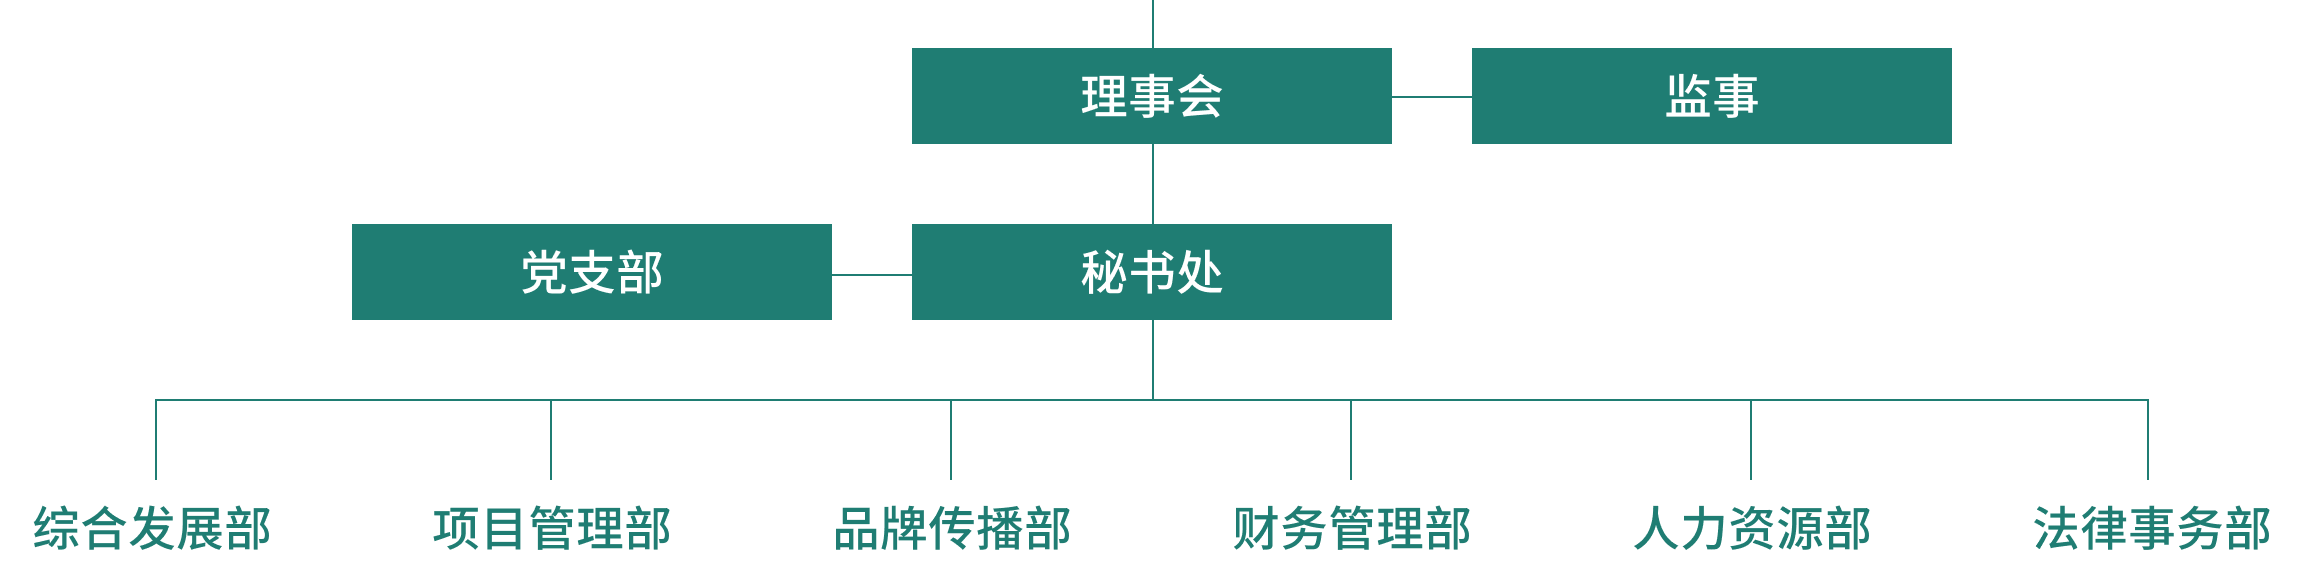 理事会
监事
党支部
秘书处
综合发展部
项目管理部
品牌传播部
财务管理部
人力资源部
法律事务部